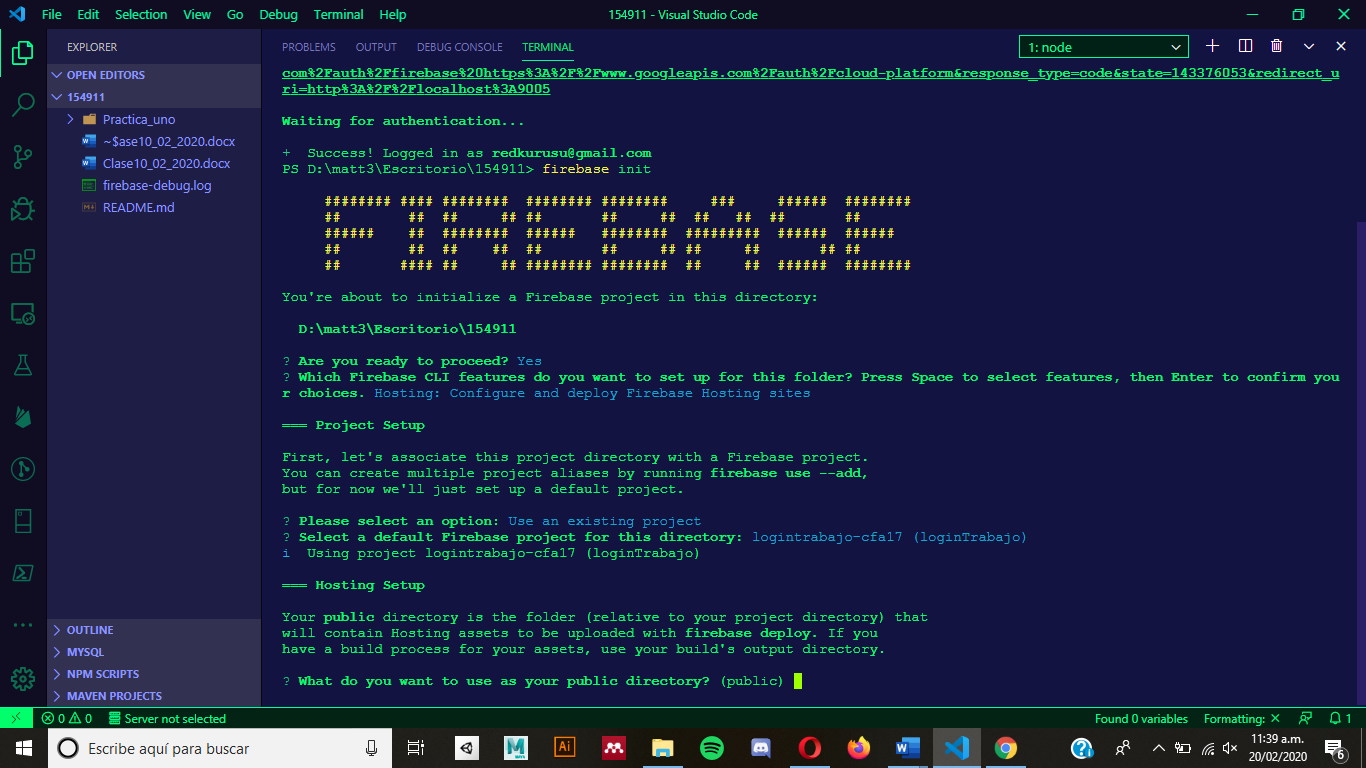 File Edit Selection View Go Debug Terminal Help
154911 - Visual Studio Code
EXPLORER
OPEN EDITORS
154911
Practica_uno
~$ase10_02_2020.docx
Clase10_02_2020.docx
firebase-debug.log
README.md
OUTLINE
MYSQL
NPM SCRIPTS
MAVEN PROJECTS
PROBLEMS OUTPUT DEBUG CONSOLE TERMINAL
1: node
com%2Fauth%2Ffirebase%20https%3A%2F%2Fwww.googleapis.com%2Fauth%2Fcloud-platform&response_type=code&state=143376053&redirect_u
ri=http%3A%2F%2Flocalhost%3A9005
Waiting for authentication...
+ Success! Logged in as redkurusu@gmail.com
PS D:\matt3\Escritorio\154911> firebase init
FIREBASE
You're about to initialize a Firebase project in this directory:
D:\matt3\Escritorio\154911
? Are you ready to proceed? Yes
? Which Firebase CLI features do you want to set up for this folder? Press Space to select features, then Enter to confirm you
r choices. Hosting: Configure and deploy Firebase Hosting sites
=== Project Setup
First, let's associate this project directory with a Firebase project.
You can create multiple project aliases by running firebase use --add,
but for now we'll just set up a default project.
? Please select an option: Use an existing project
? Select a default Firebase project for this directory: logintrabajo-cfa17 (loginTrabajo)
i Using project logintrabajo-cfa17 (loginTrabajo)
=== Hosting Setup
Your public directory is the folder (relative to your project directory) that
will contain Hosting assets to be uploaded with firebase deploy. If you
have a build process for your assets, use your build's output directory.
? What do you want to use as your public directory? (public)
0 0 Server not selected
Found 0 variables Formatting: 1
Escribe aquí para buscar
Ai
11:39 a.m.
20/02/2020
6